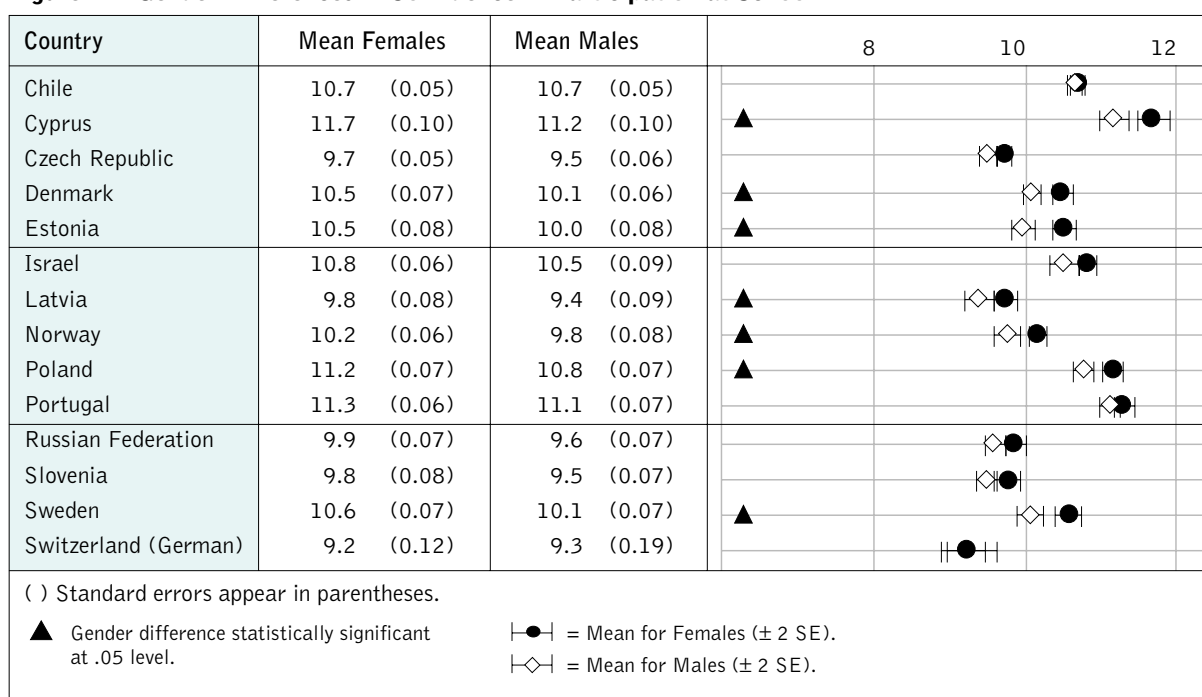 Country Mean Females Mean Males 8 10 12
Chile 10.7 (0.05) 10.7 (0.05)
Cyprus 11.7 (0.10) 11.2 (0.10) ▲
Czech Republic 9.7 (0.05) 9.5 (0.06)
Denmark 10.5 (0.07) 10.1 (0.06) ▲
Estonia 10.5 (0.08) 10.0 (0.08) ▲
Israel 10.8 (0.06) 10.5 (0.09)
Latvia 9.8 (0.08) 9.4 (0.09) ▲
Norway 10.2 (0.06) 9.8 (0.08) ▲
Poland 11.2 (0.07) 10.8 (0.07) ▲
Portugal 11.3 (0.06) 11.1 (0.07)
Russian Federation 9.9 (0.07) 9.6 (0.07)
Slovenia 9.8 (0.08) 9.5 (0.07)
Sweden 10.6 (0.07) 10.1 (0.07) ▲
Switzerland (German) 9.2 (0.12) 9.3 (0.19)
( ) Standard errors appear in parentheses.
▲ Gender difference statistically significant
at .05 level.
= Mean for Females (± 2 SE).
= Mean for Males (± 2 SE).